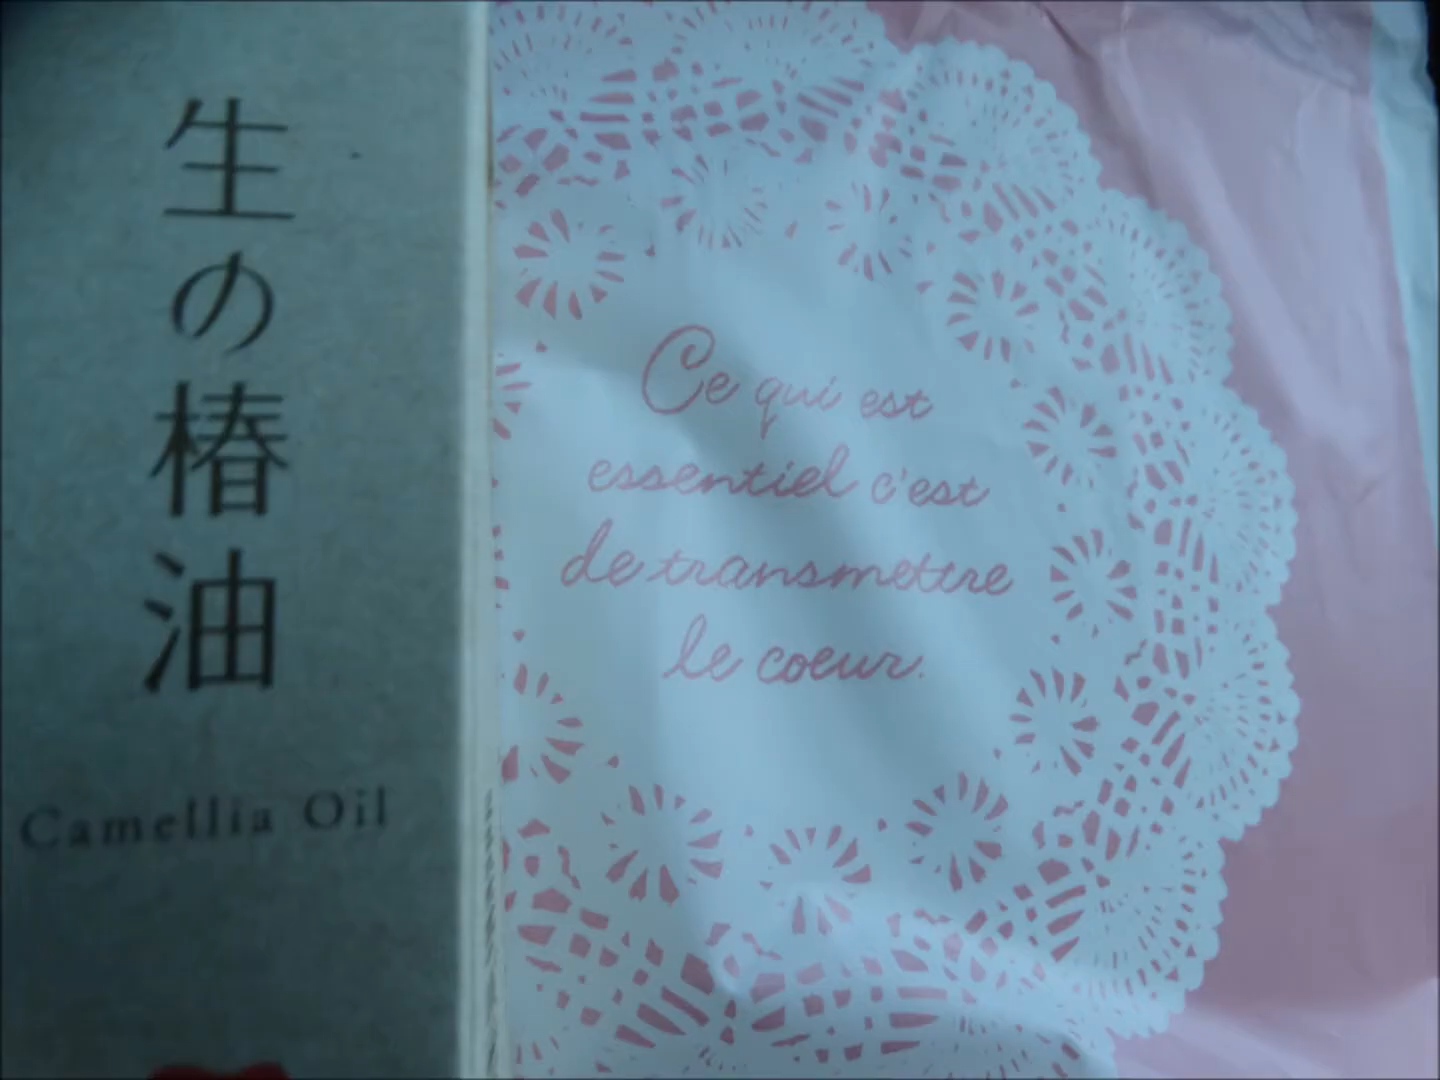 生の椿油
Camellia Oil
Ce qui est
essentiel c'est
de transmettre
le coeur.